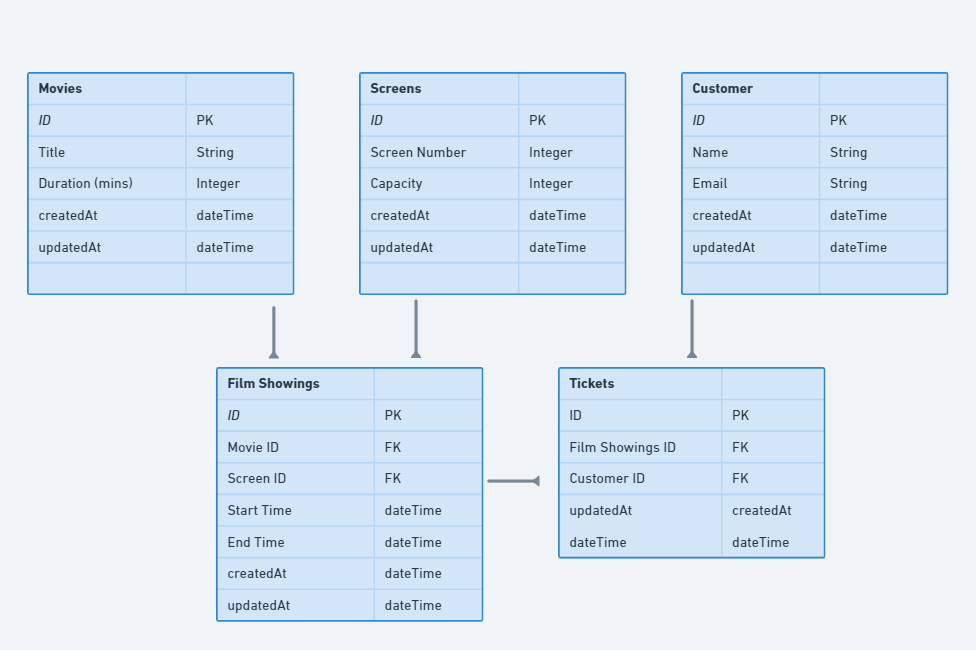 Movies
ID PK
Title String
Duration (mins) Integer
createdAt dateTime
updatedAt dateTime
Screens
ID PK
Screen Number Integer
Capacity Integer
createdAt dateTime
updatedAt dateTime
Customer
ID PK
Name String
Email String
createdAt dateTime
updatedAt dateTime
Film Showings
ID PK
Movie ID FK
Screen ID FK
Start Time dateTime
End Time dateTime
createdAt dateTime
updatedAt dateTime
Tickets
ID PK
Film Showings ID FK
Customer ID FK
updatedAt createdAt
dateTime dateTime